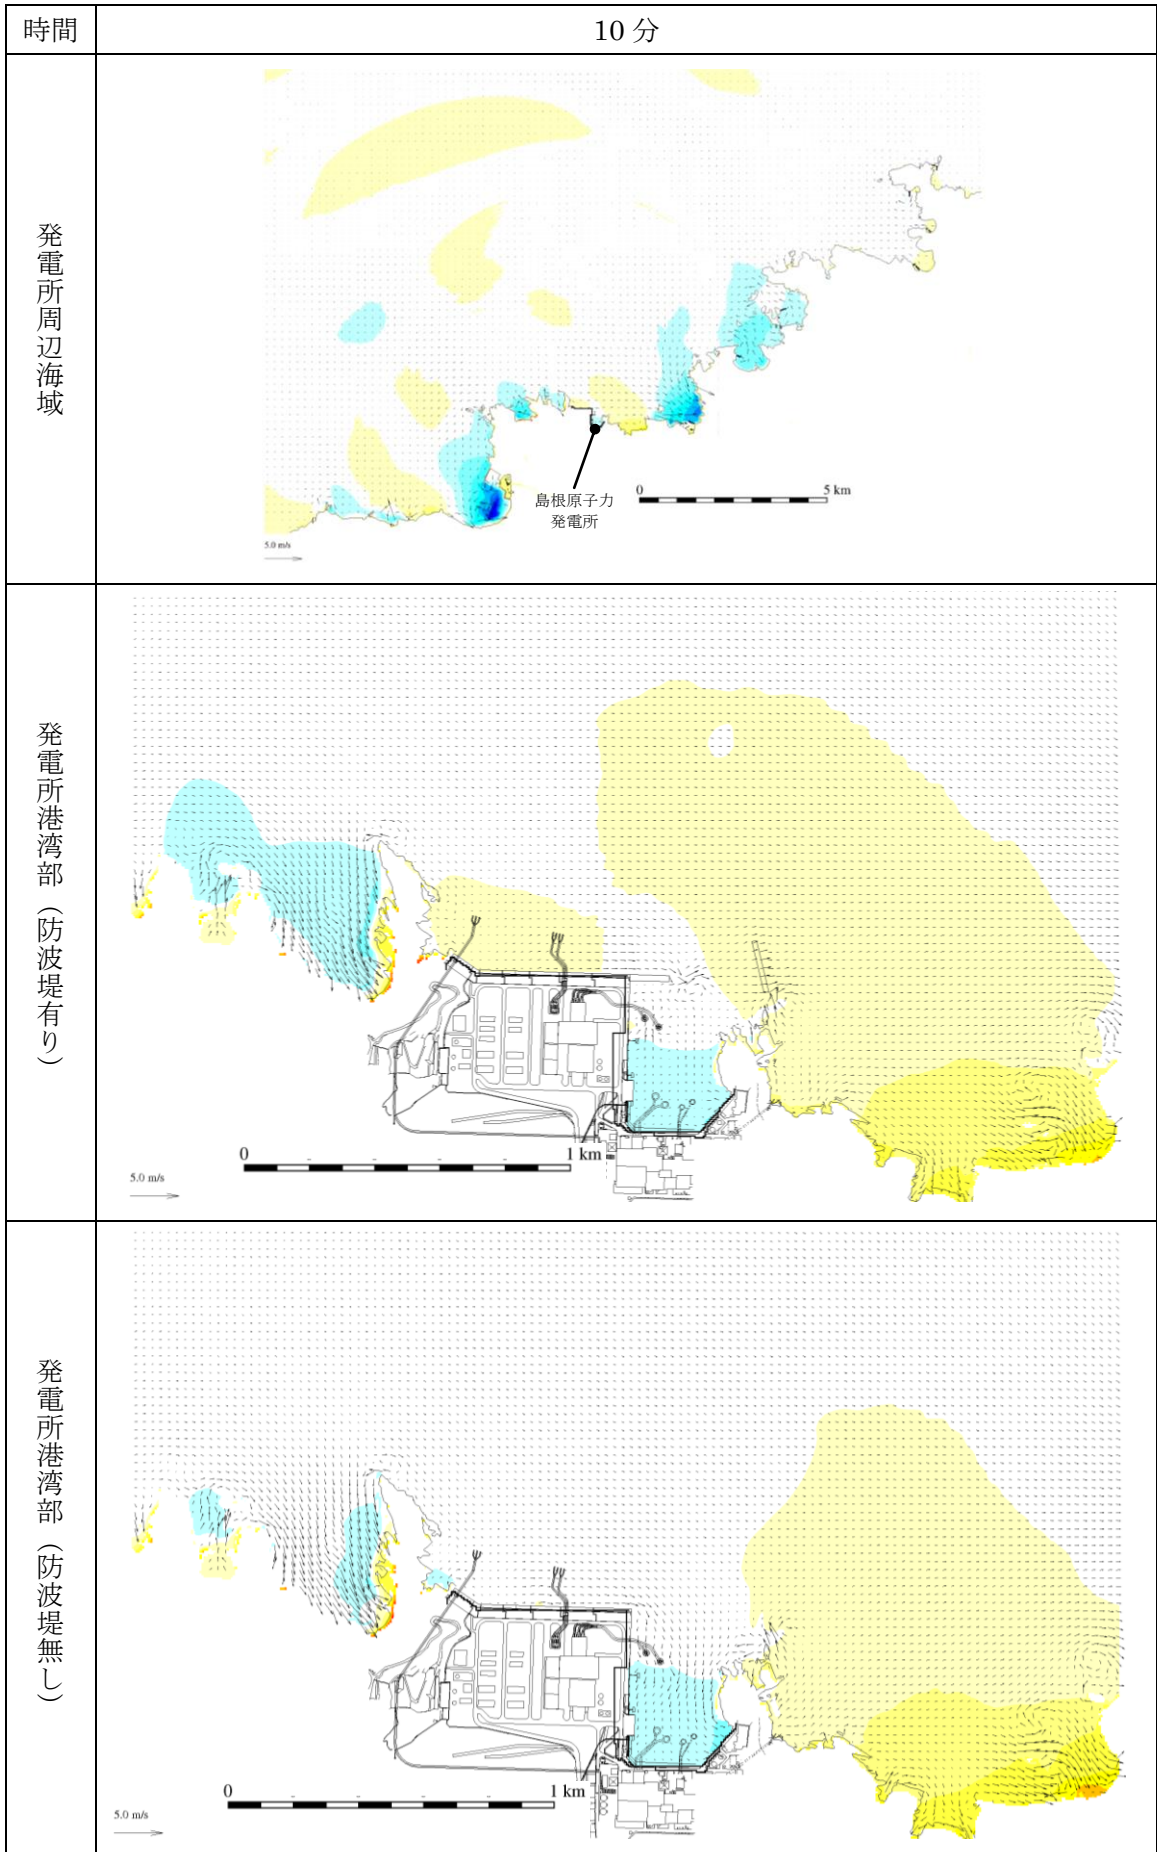 時間
10 分
発電所周辺海域
島根原子力
発電所
0 5 km
5.0 m/s
発電所港湾部（防波堤有り）
0 1 km
5.0 m/s
発電所港湾部（防波堤無し）
0 1 km
5.0 m/s